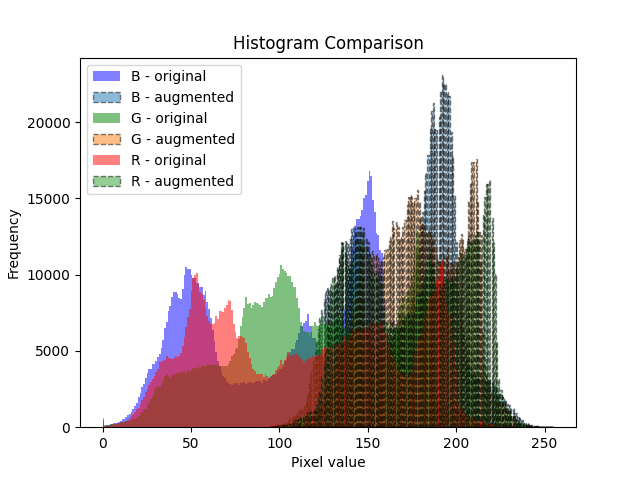 Histogram Comparison
B - original
B - augmented
G - original
G - augmented
R - original
R - augmented
20000
15000
10000
5000
0
Frequency
0 50 100 150 200 250
Pixel value